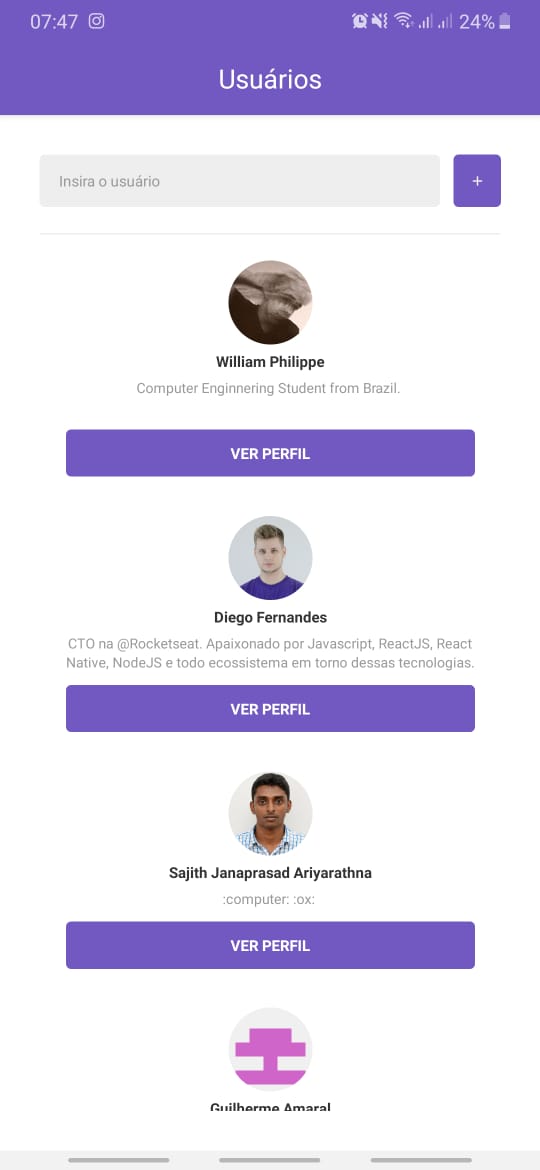 07:47
24%
Usuários
Insira o usuário
+
William Philippe
Computer Enginnering Student from Brazil.
VER PERFIL
Diego Fernandes
CTO na @Rocketseat. Apaixonado por Javascript, ReactJS, React
Native, NodeJS e todo ecossistema em torno dessas tecnologias.
VER PERFIL
Sajith Janaprasad Ariyarathna
:computer: :ox:
VER PERFIL
Guilherme Amaral